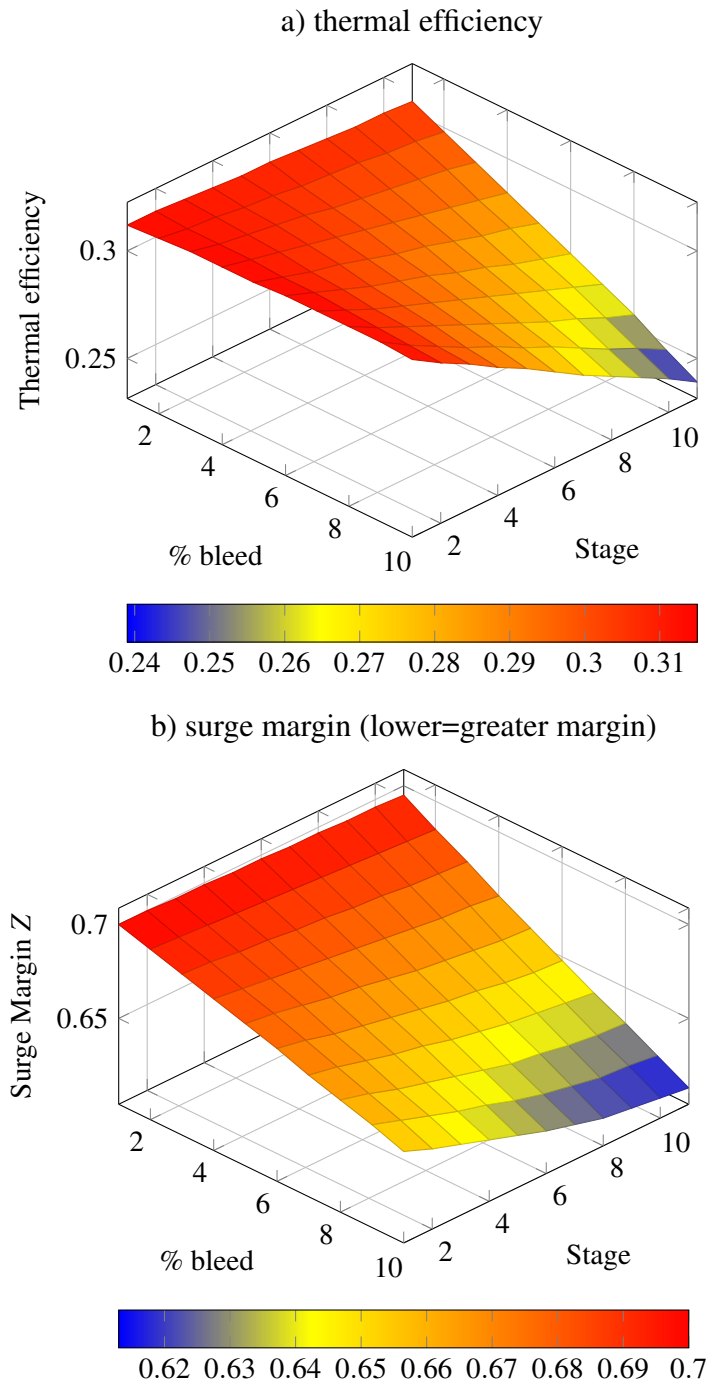 a) thermal efficiency
Thermal efficiency
0.3
0.25
2
4
6
8
10
% bleed
2
4
6
8
10
Stage
0.24 0.25 0.26 0.27 0.28 0.29 0.3 0.31
b) surge margin (lower=greater margin)
Surge Margin Z
0.7
0.65
2
4
6
8
10
% bleed
2
4
6
8
10
Stage
0.62 0.63 0.64 0.65 0.66 0.67 0.68 0.69 0.7